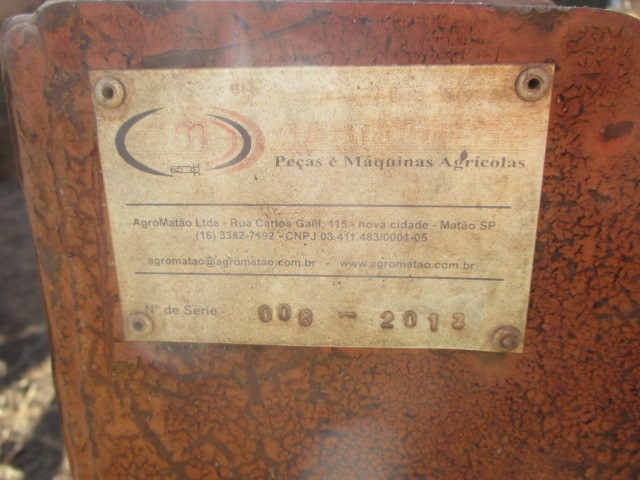 Peças é Máquinas Agrícolas
AgroMatão Ltda - Rua Carlos Galli, 115 - nova cidade - Matão SP
(16) 3382-7492 - CNPJ 03.411.483/0001-05
agromatao@agromatao.com.br - www.agromatao.com.br
Nº de Série - 006 - 2013